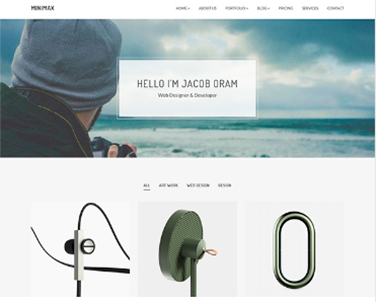 MINIMAX
HOME ABOUT US PORTFOLIO BLOG PRICING SERVICES CONTACT
HELLO I'M JACOB ORAM
Web Designer & Developer
ALL ART WORK WEB DESIGN DESIGN